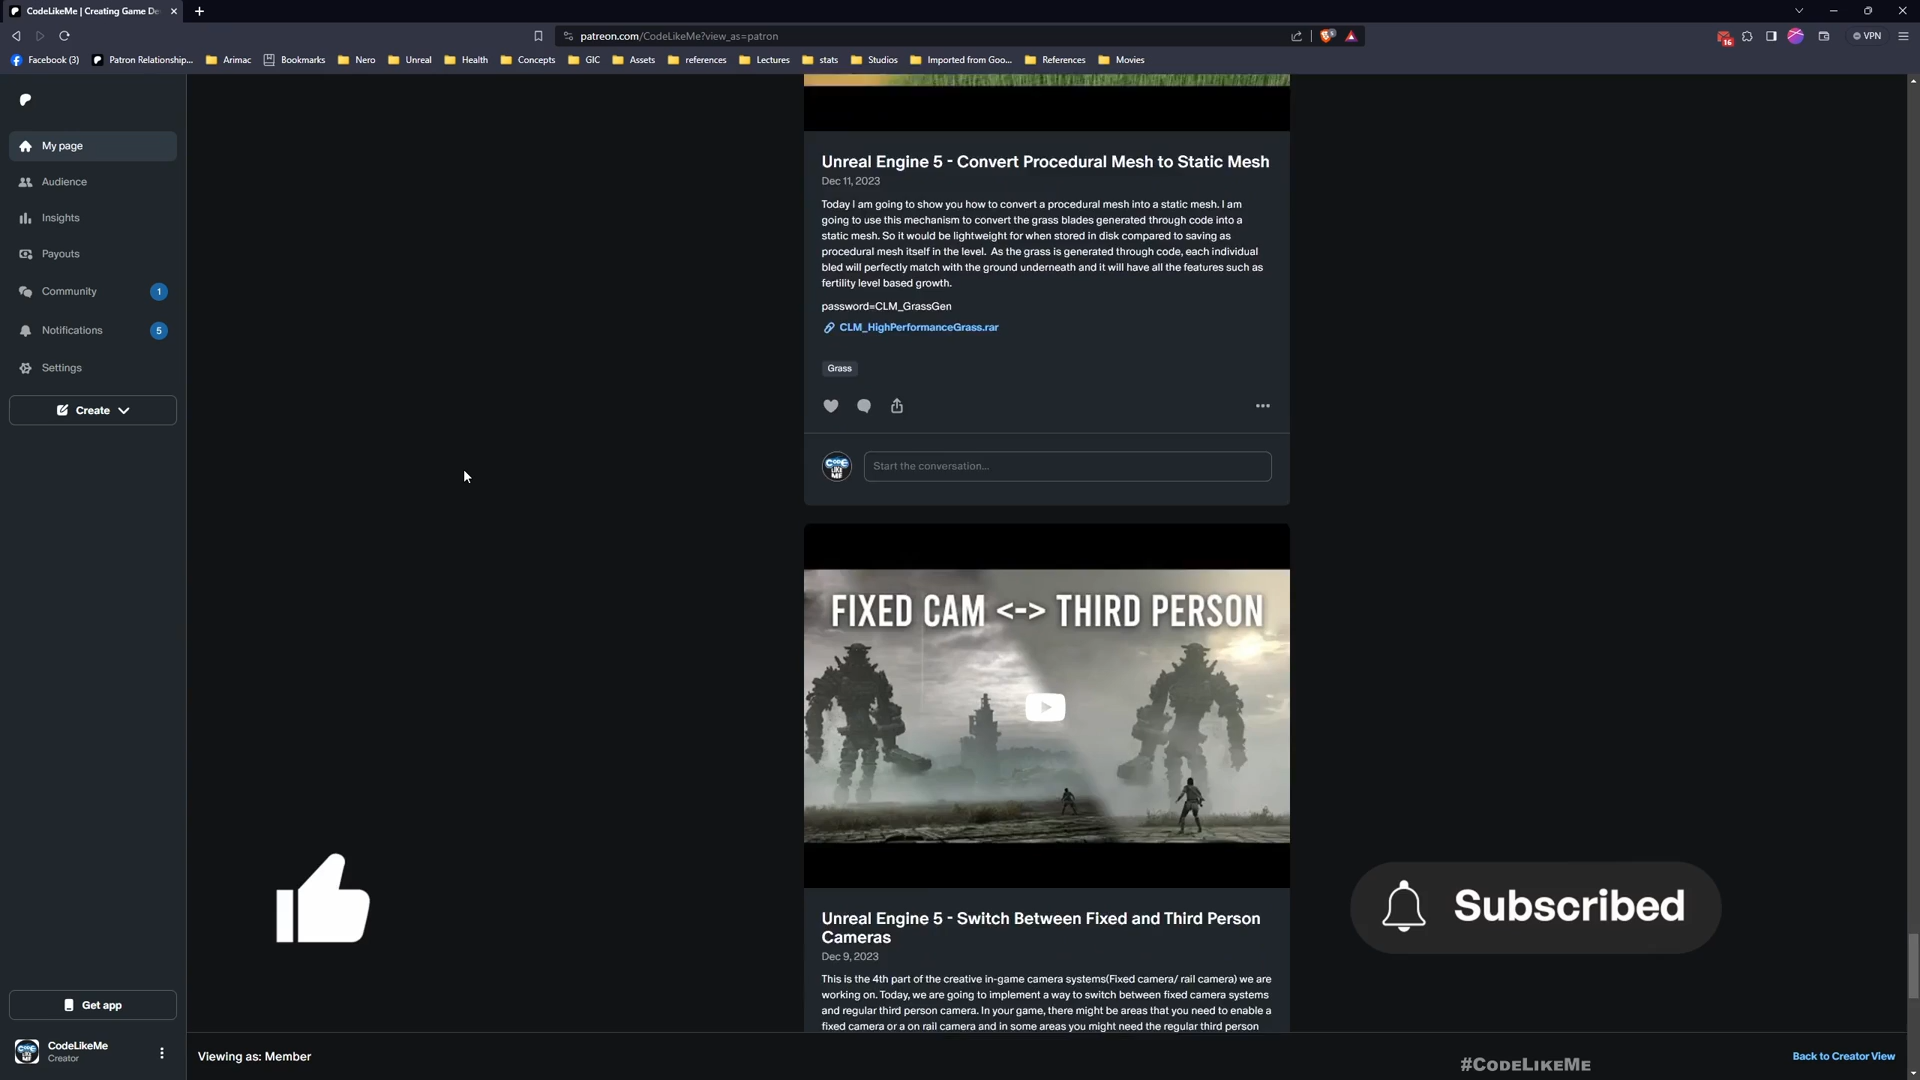 CodeLikeMe | Creating Game De
patreon.com/CodeLikeMe?view_as=patron
16
VPN
Facebook (3)
Patron Relationship...
Arimac
Bookmarks
Nero
Unreal
Health
Concepts
GIC
Assets
references
Lectures
stats
Studios
Imported from Goo...
References
Movies
My page
Audience
Insights
Payouts
Community 1
Notifications 5
Settings
Create
Get app
CodeLikeMe
Creator
Unreal Engine 5 - Convert Procedural Mesh to Static Mesh
Dec 11, 2023
Today I am going to show you how to convert a procedural mesh into a static mesh. I am
going to use this mechanism to convert the grass blades generated through code into a
static mesh. So it would be lightweight for when stored in disk compared to saving as
procedural mesh itself in the level. As the grass is generated through code, each individual
bled will perfectly match with the ground underneath and it will have all the features such as
fertility level based growth.
password=CLM_GrassGen
CLM_HighPerformanceGrass.rar
Grass
CODE
LIKE
ME
Start the conversation...
FIXED CAM <-> THIRD PERSON
Unreal Engine 5 - Switch Between Fixed and Third Person
Cameras
Dec 9, 2023
This is the 4th part of the creative in-game camera systems(Fixed camera/ rail camera) we are
working on. Today, we are going to implement a way to switch between fixed camera systems
and regular third person camera. In your game, there might be areas that you need to enable a
fixed camera or a on rail camera and in some areas you might need the regular third person
Subscribed
Viewing as: Member
#CodeLikeMe
Back to Creator View